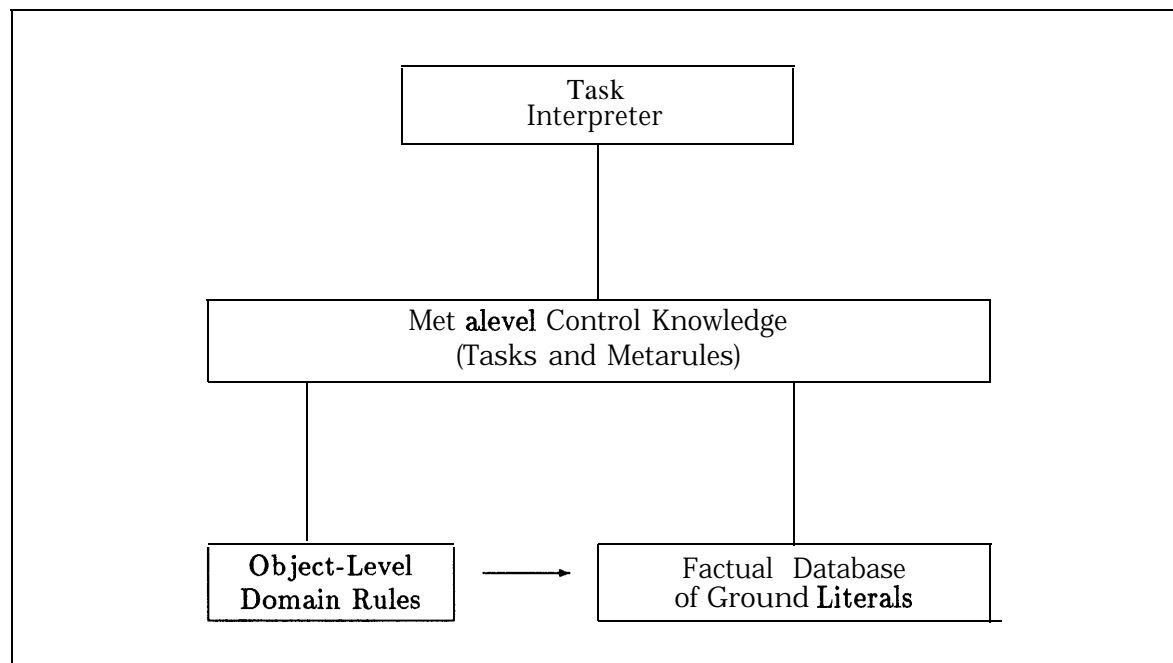 Task
Interpreter
Met alevel Control Knowledge
(Tasks and Metarules)
Object-Level
Domain Rules
Factual Database
of Ground Literals